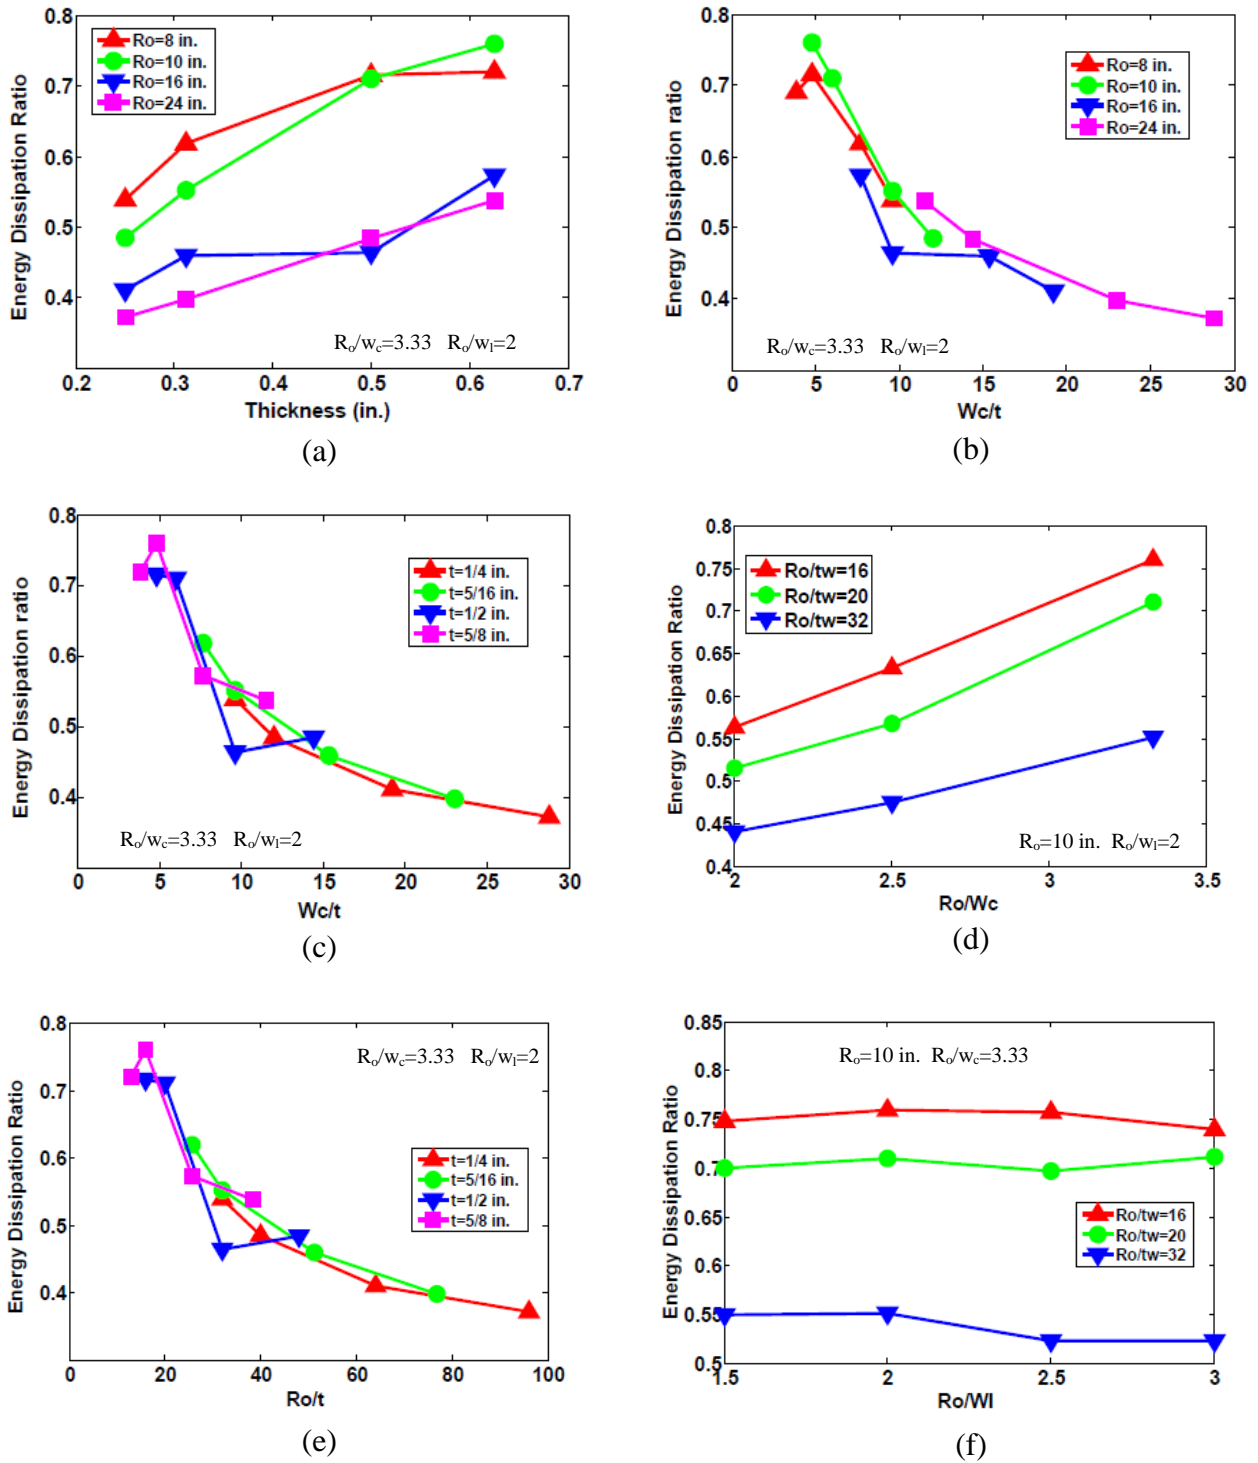 0.8
0.7
0.6
0.5
0.4
0.2
0.3
0.4
0.5
0.6
0.7
Energy Dissipation Ratio
Thickness (in.)
Ro=8 in.
Ro=10 in.
Ro=16 in.
Ro=24 in.
Ro/wc=3.33 Ro/wl=2
(a)
0.8
0.7
0.6
0.5
0.4
0
5
10
15
20
25
30
Energy Dissipation ratio
Wc/t
Ro=8 in.
Ro=10 in.
Ro=16 in.
Ro=24 in.
Ro/wc=3.33 Ro/wl=2
(b)
0.8
0.7
0.6
0.5
0.4
0
5
10
15
20
25
30
Energy Dissipation ratio
Wc/t
t=1/4 in.
t=5/16 in.
t=1/2 in.
t=5/8 in.
Ro/wc=3.33 Ro/wl=2
(c)
0.8
0.75
0.7
0.65
0.6
0.55
0.5
0.45
0.4
2
2.5
3
3.5
Energy Dissipation Ratio
Ro/Wc
Ro/tw=16
Ro/tw=20
Ro/tw=32
Ro=10 in. Ro/wl=2
(d)
0.8
0.7
0.6
0.5
0.4
0
20
40
60
80
100
Energy Dissipation Ratio
Ro/t
t=1/4 in.
t=5/16 in.
t=1/2 in.
t=5/8 in.
Ro/wc=3.33 Ro/wl=2
(e)
0.85
0.8
0.75
0.7
0.65
0.6
0.55
0.5
1.5
2
2.5
3
Energy Dissipation Ratio
Ro/Wl
Ro/tw=16
Ro/tw=20
Ro/tw=32
Ro=10 in. Ro/wc=3.33
(f)